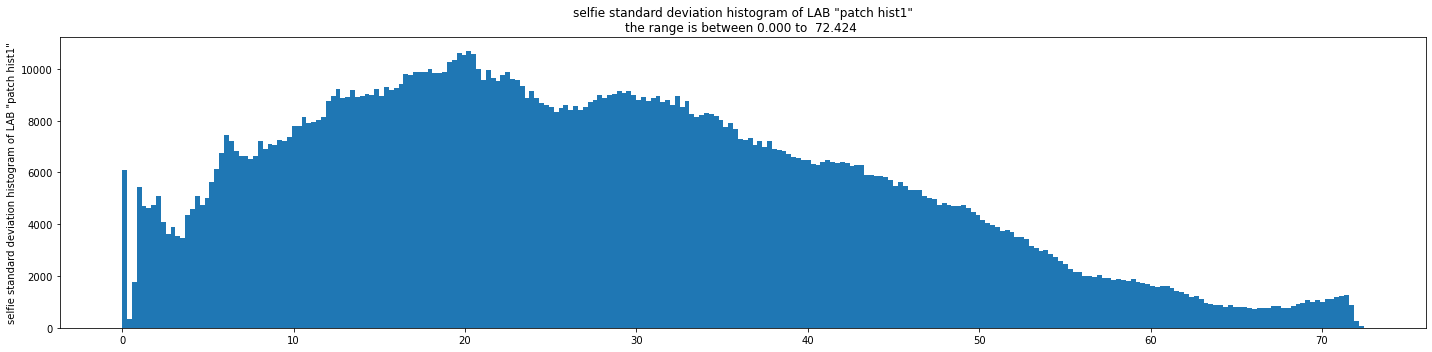 selfie standard deviation histogram of LAB "patch hist1"
the range is between 0.000 to  72.424
selfie standard deviation histogram of LAB "patch hist1"
10000
8000
6000
4000
2000
0
0 10 20 30 40 50 60 70